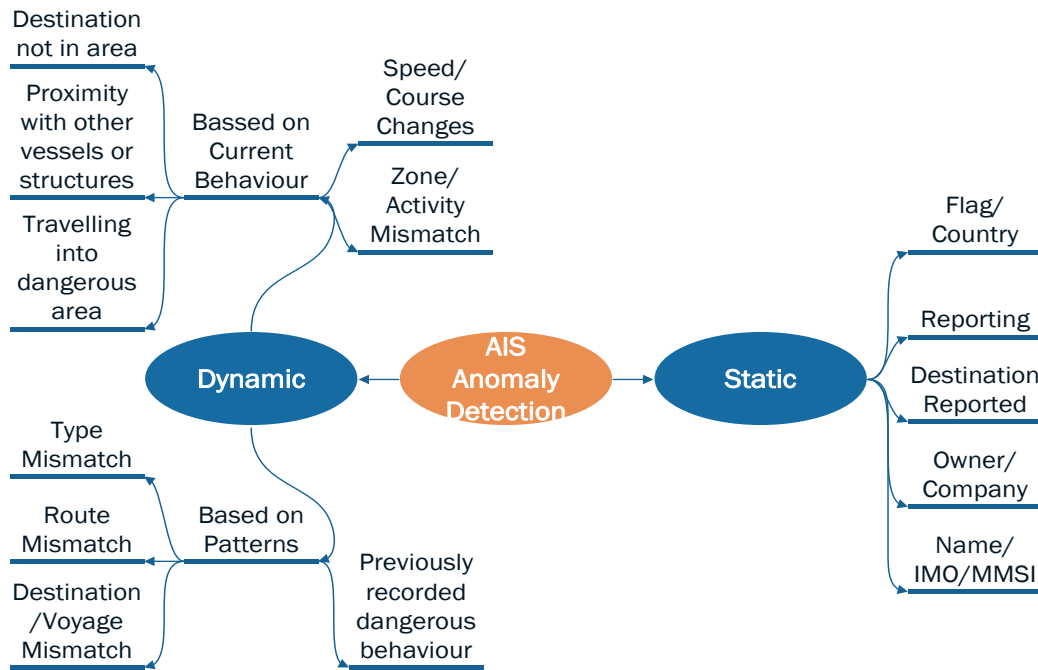 Destination
not in area
Proximity
with other
vessels or
structures
Travelling
into
dangerous
area
Bassed on
Current
Behaviour
Speed/
Course
Changes
Zone/
Activity
Mismatch
Dynamic
AIS
Anomaly
Detection
Static
Flag/
Country
Reporting
Destination
Reported
Owner/
Company
Name/
IMO/MMSI
Type
Mismatch
Route
Mismatch
Destination
/Voyage
Mismatch
Based on
Patterns
Previously
recorded
dangerous
behaviour